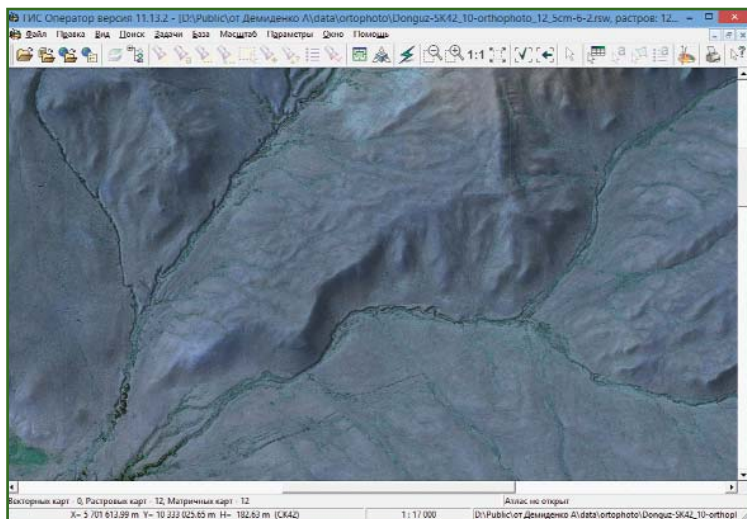 ГИС Оператор версия 11.13.2 - [D:\Public\от Демиденко А\data\ortophoto\Donguz-SK42_10-orthophoto_12_5cm-6-2.rsw, растров: 12...
Файл Правка Вид Поиск Задачи База Масштаб Параметры Окно Помощь
1:1
Векторных карт - 0, Растровых карт - 12, Матричных карт - 12 Атлас не открыт
X= 5 701 613.99 m Y= 10 333 025.65 m H= 182.63 m (СК42) 1 : 17 000 D:\Public\от Демиденко А\data\ortophoto\Donguz-SK42_10-orthopl